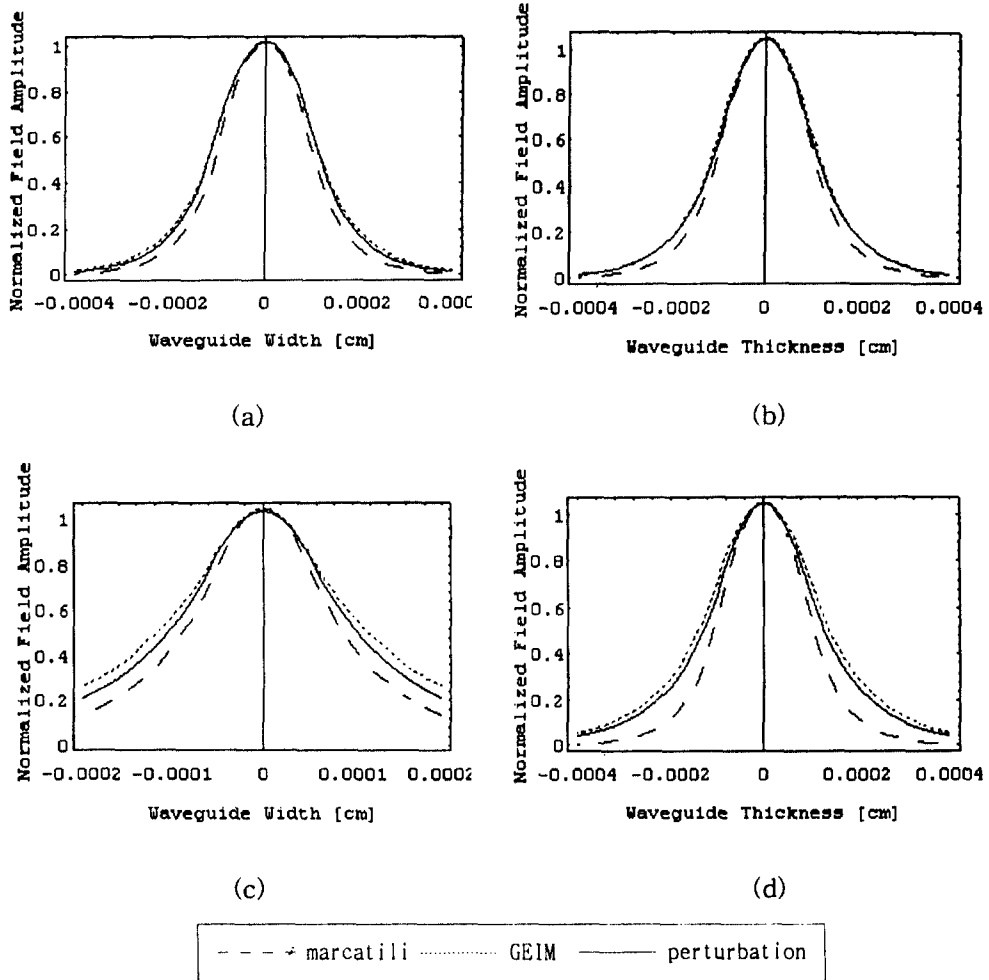 Normalized Field Amplitude
1
0.8
0.6
0.4
0.2
0
-0.0004 -0.0002 0 0.0002 0.000
Waveguide Width [cm]
(a)
Normalized Field Amplitude
1
0.8
0.6
0.4
0.2
0
-0.0004 -0.0002 0 0.0002 0.0004
Waveguide Thickness [cm]
(b)
Normalized Field Amplitude
1
0.8
0.6
0.4
0.2
0
-0.0002 -0.0001 0 0.0001 0.0002
Waveguide Width [cm]
(c)
Normalized Field Amplitude
1
0.8
0.6
0.4
0.2
0
-0.0004 -0.0002 0 0.0002 0.0004
Waveguide Thickness [cm]
(d)
marcatili GEIM perturbation